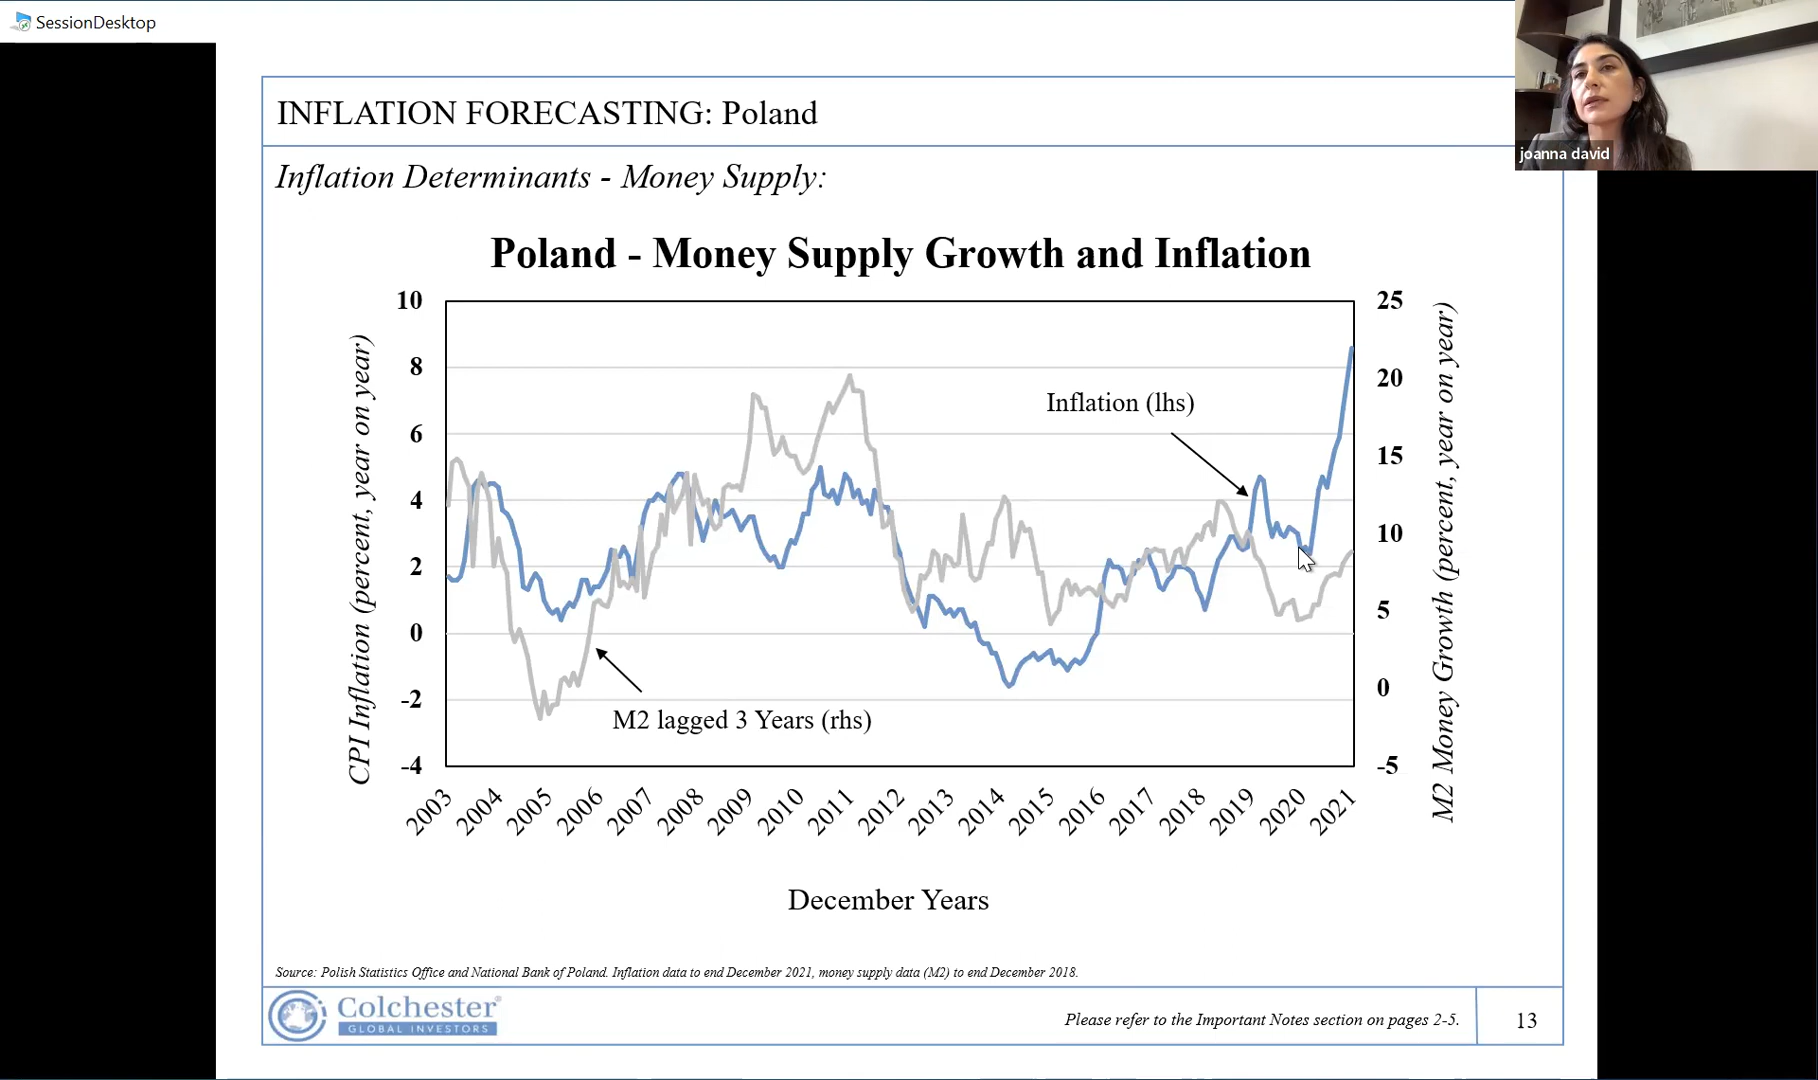 SessionDesktop
joanna david
INFLATION FORECASTING: Poland
Inflation Determinants - Money Supply:
Poland - Money Supply Growth and Inflation
CPI Inflation (percent, year on year)
10
8
6
4
2
0
-2
-4
Inflation (lhs)
M2 lagged 3 Years (rhs)
25
20
15
10
5
0
-5
M2 Money Growth (percent, year on year)
2003 2004 2005 2006 2007 2008 2009 2010 2011 2012 2013 2014 2015 2016 2017 2018 2019 2020 2021
December Years
Source: Polish Statistics Office and National Bank of Poland. Inflation data to end December 2021, money supply data (M2) to end December 2018.
Colchester®
GLOBAL INVESTORS
Please refer to the Important Notes section on pages 2-5.
13